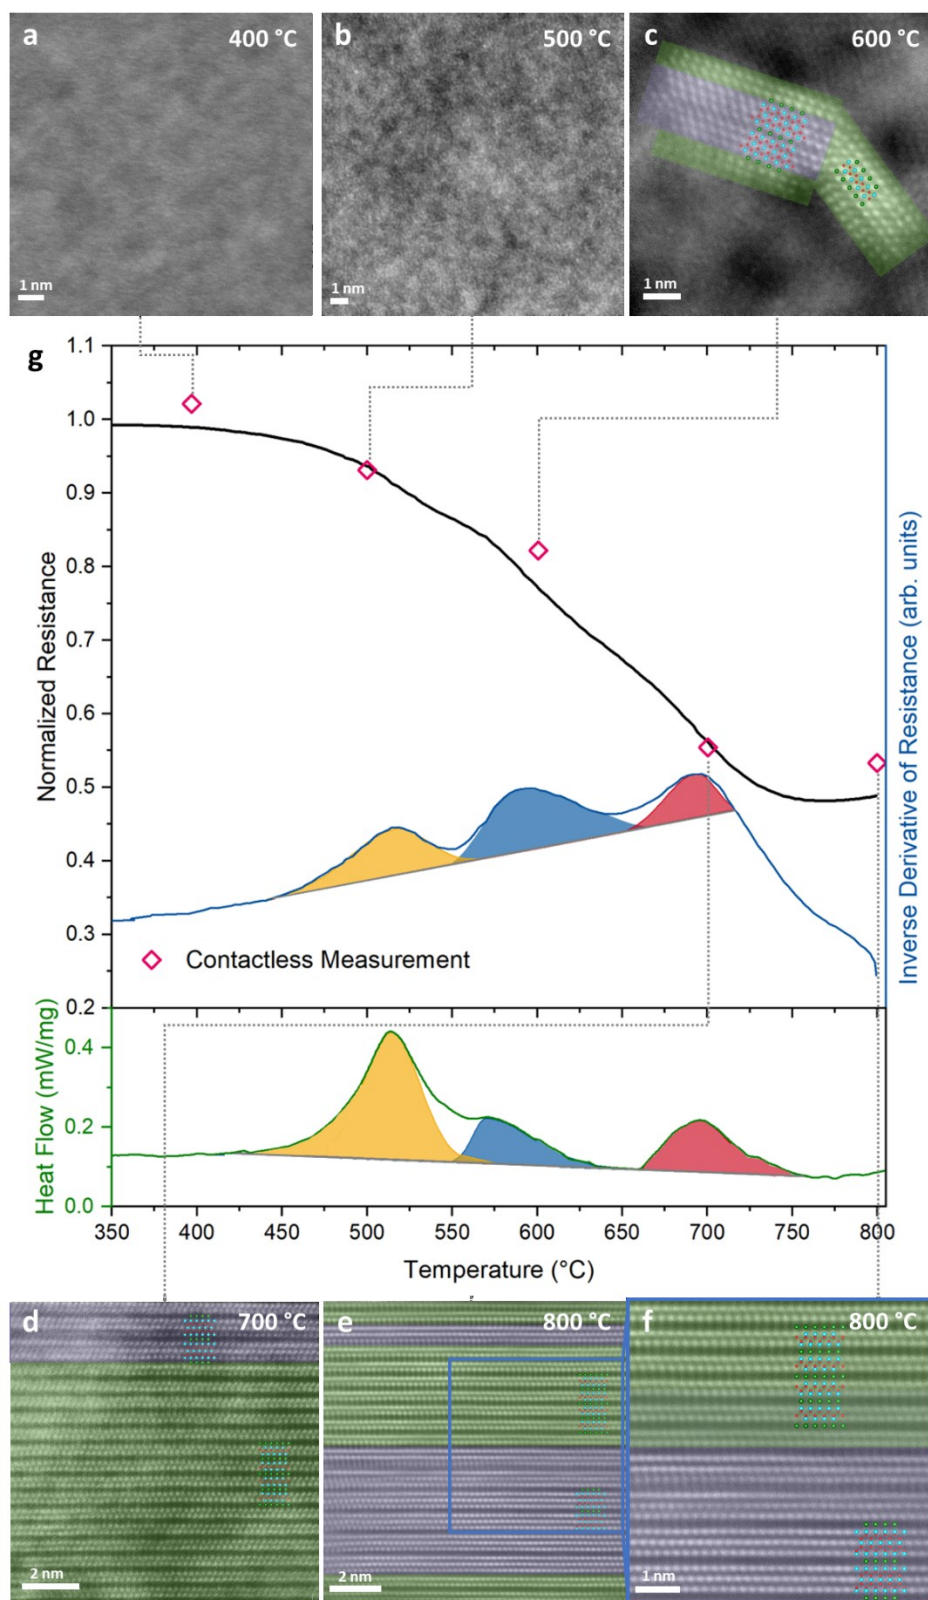 a 400 °C
b 500 °C
c 600 °C
1 nm
1 nm
1 nm
g
1.1
1.0
0.9
0.8
0.7
0.6
0.5
0.4
0.3
0.2
Normalized Resistance
Inverse Derivative of Resistance (arb. units)
Contactless Measurement
0.4
0.2
0.0
Heat Flow (mW/mg)
350 400 450 500 550 600 650 700 750 800
Temperature (°C)
d 700 °C
e 800 °C
f 800 °C
2 nm
2 nm
1 nm